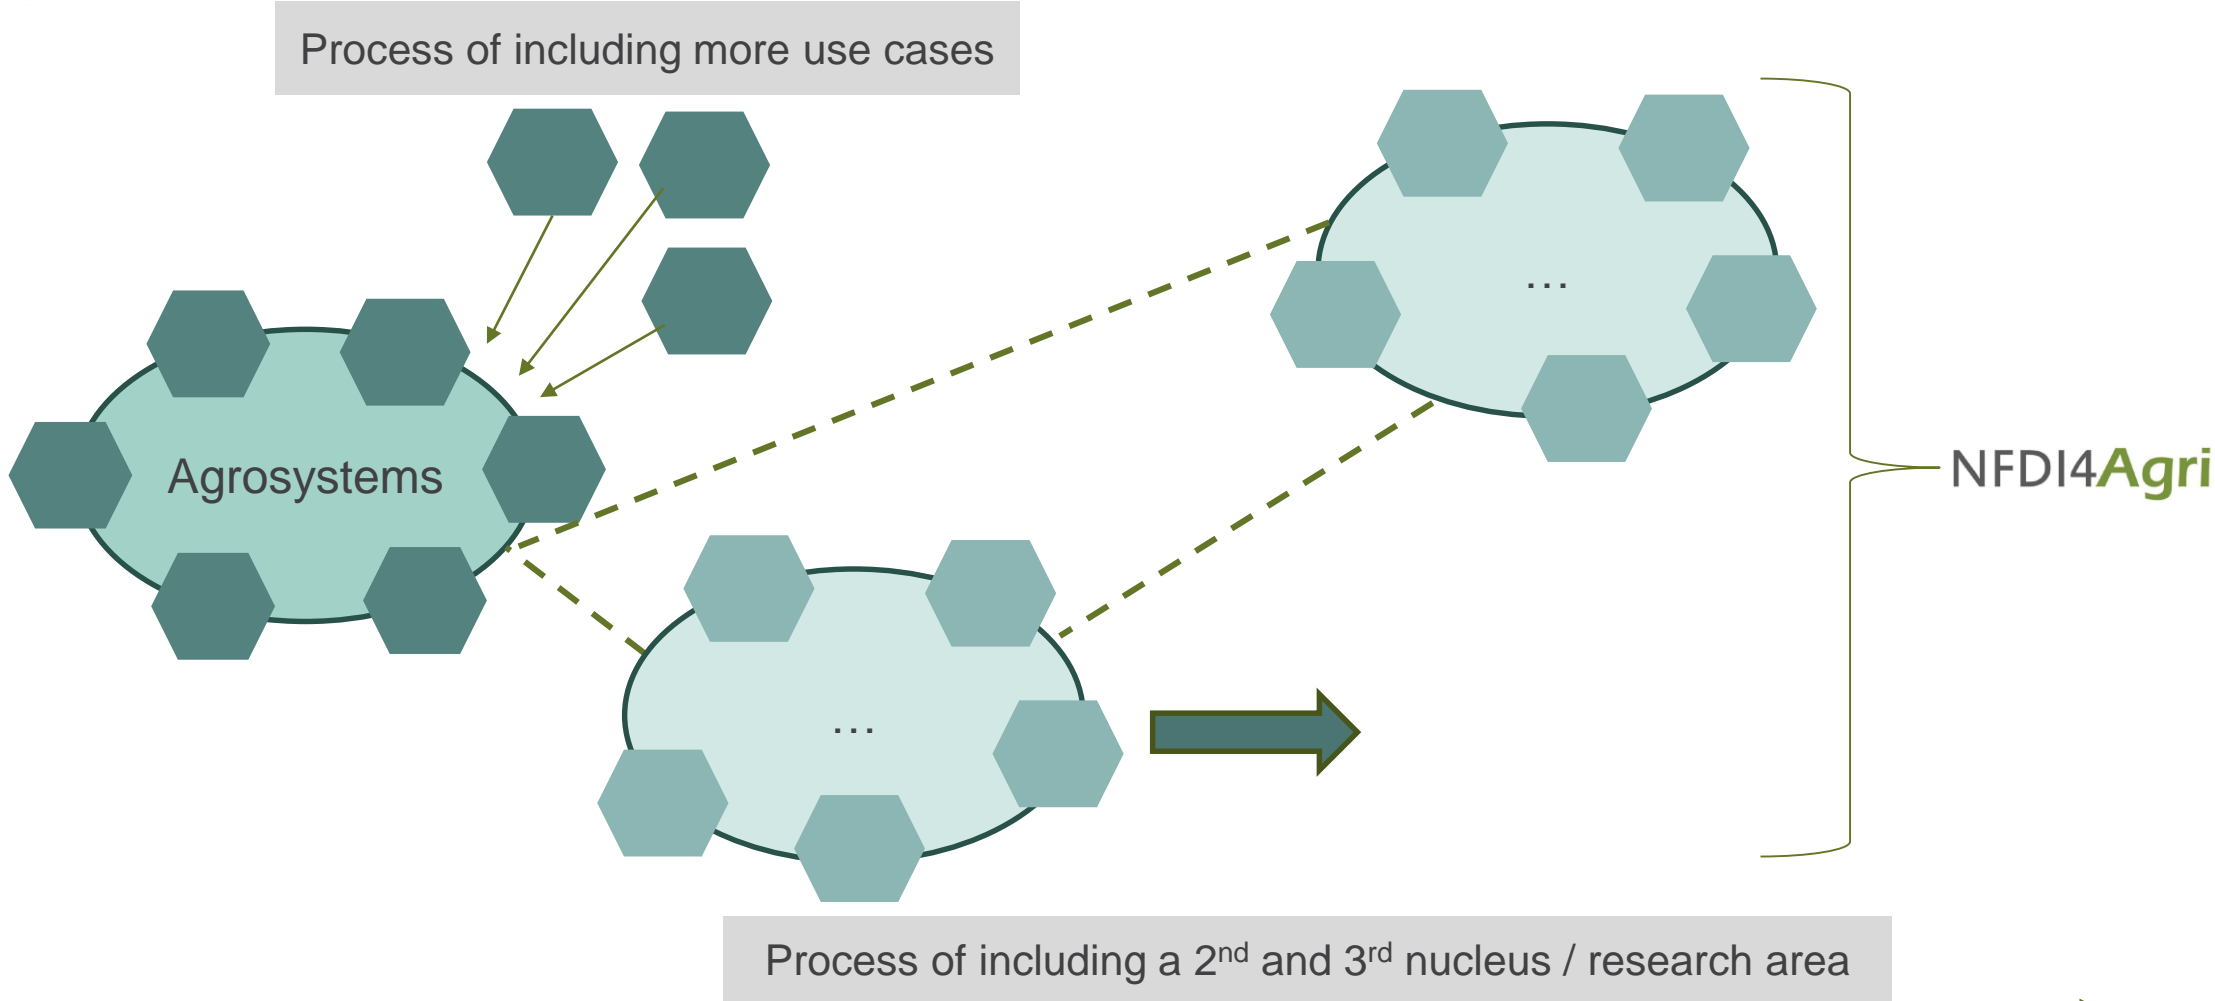 Process of including more use cases
...
Agrosystems
NFDI4Agri
...
Process of including a 2nd and 3rd nucleus / research area